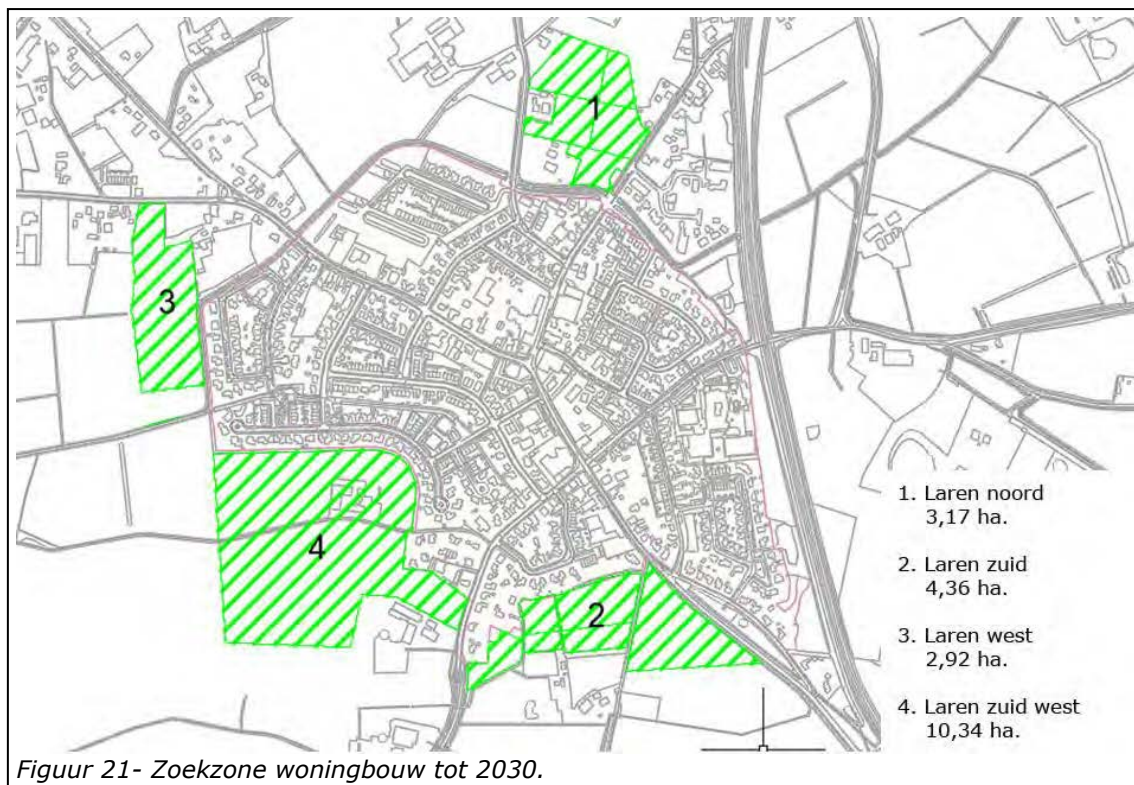 1
3
4
2
1. Laren noord
3,17 ha.
2. Laren zuid
4,36 ha.
3. Laren west
2,92 ha.
4. Laren zuid west
10,34 ha.
Figuur 21- Zoekzone woningbouw tot 2030.